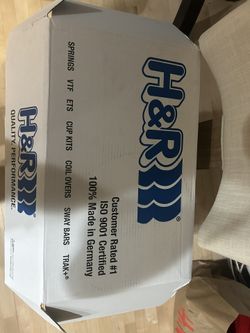 H&R®
Customer Rated #1
ISO 9001 Certified
100% Made in Germany
SPRINGS VTF ETS CUP KITS COIL OVERS SWAY BARS TRAK+®
H&R
QUALITY. PERFORMANCE.